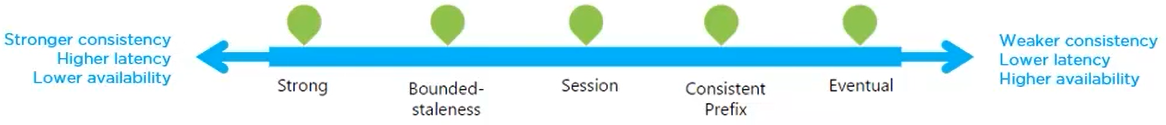 Stronger consistency
Higher latency
Lower availability
Strong
Bounded-
staleness
Session
Consistent
Prefix
Eventual
Weaker consistency
Lower latency
Higher availability